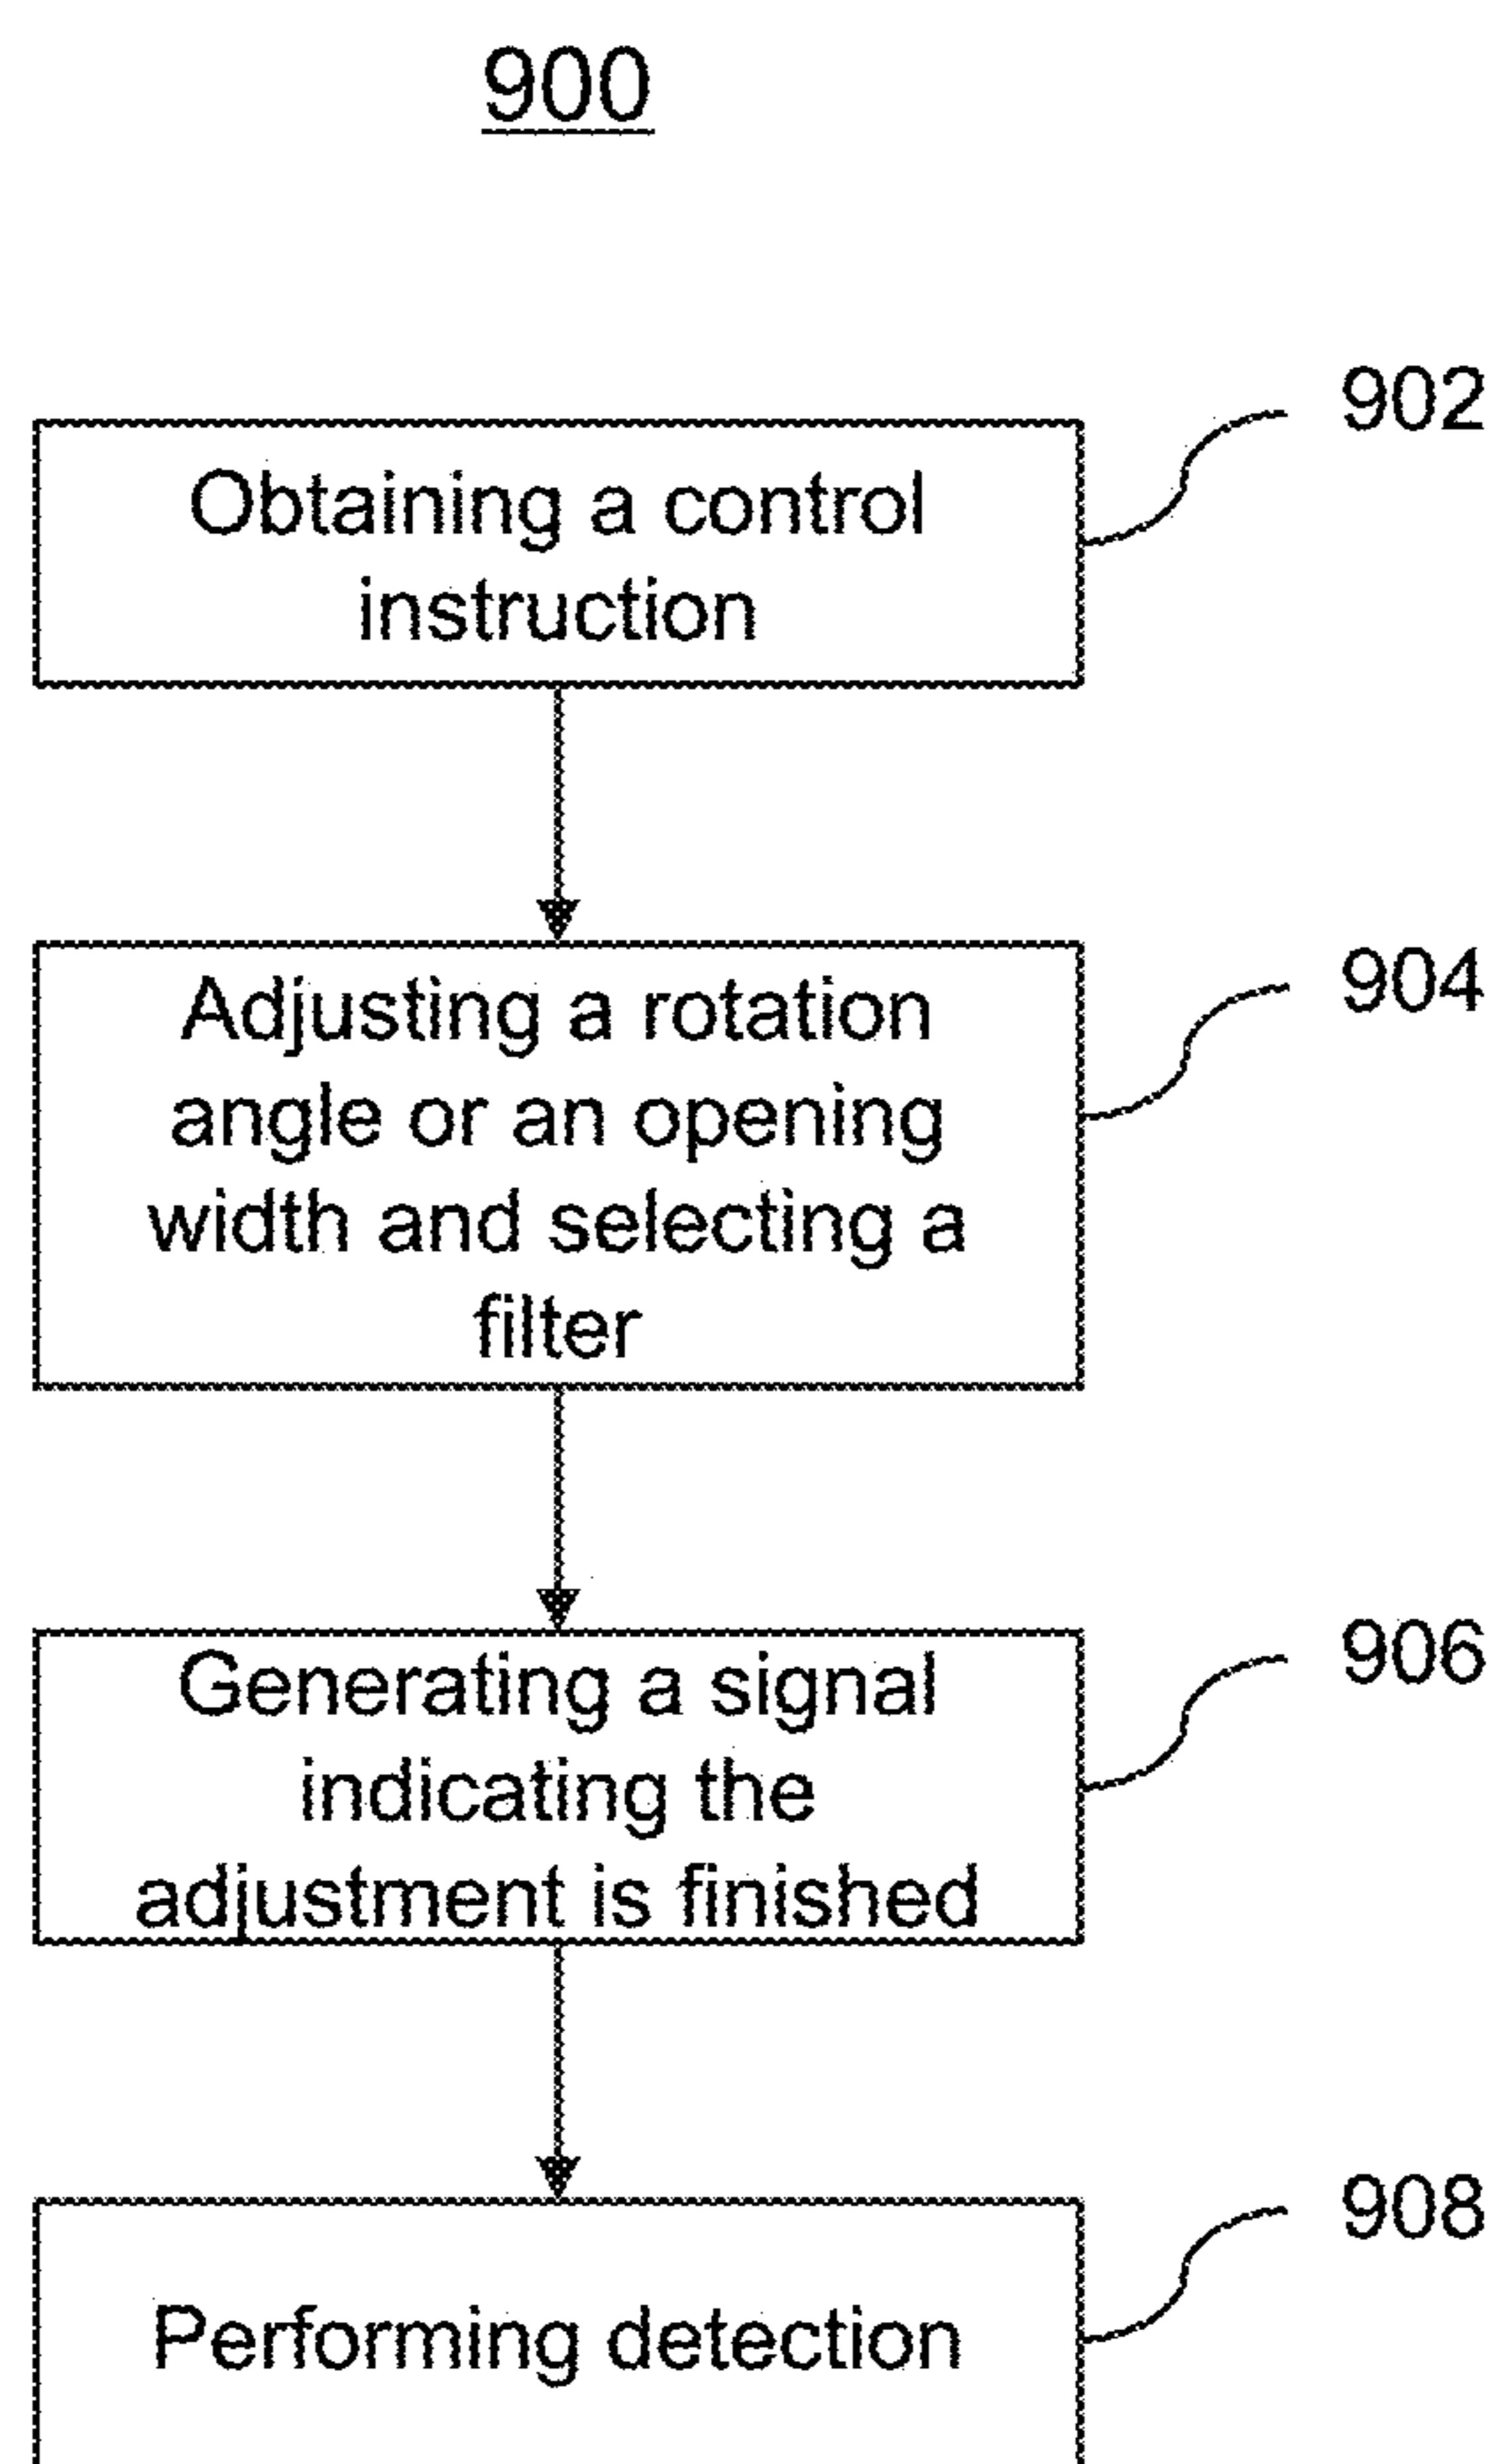 900
902
Obtaining a control
instruction
904
Adjusting a rotation
angle or an opening
width and selecting a
filter
906
Generating a signal
indicating the
adjustment is finished
908
Performing detection